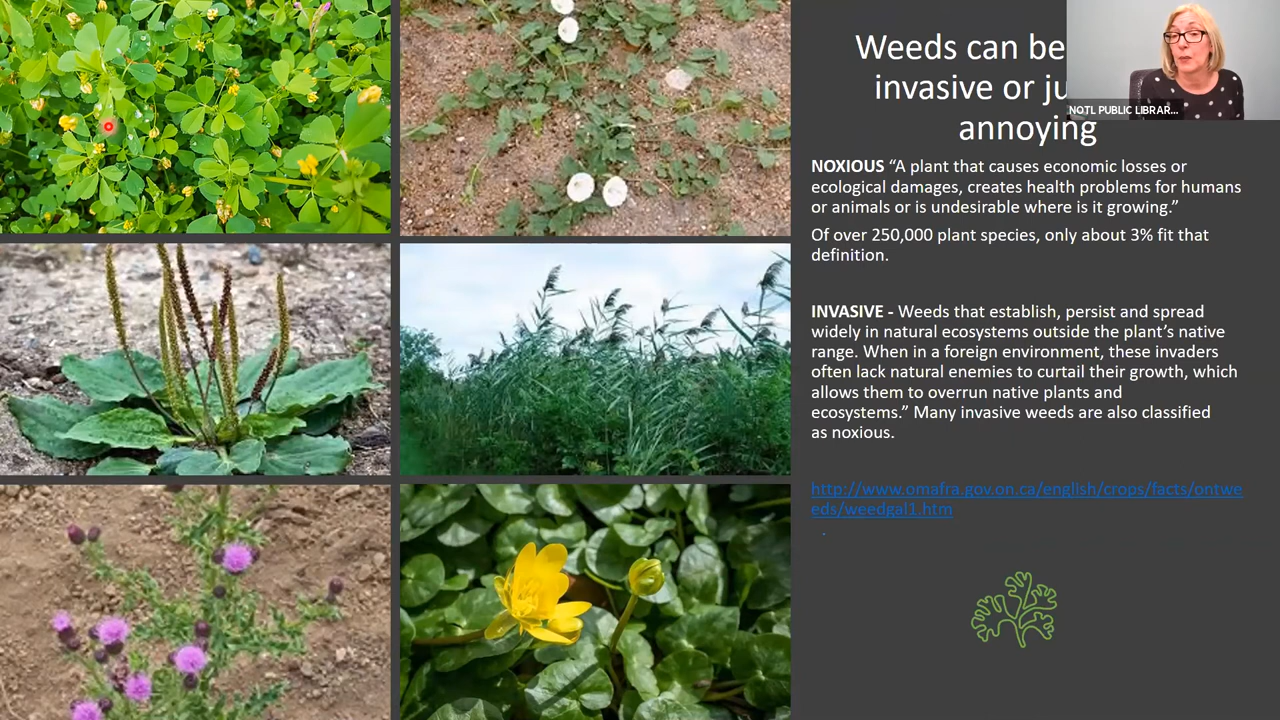 Weeds can be
invasive or ju
annoying
NOTL PUBLIC LIBRAR...
NOXIOUS “A plant that causes economic losses or
ecological damages, creates health problems for humans
or animals or is undesirable where is it growing.”
Of over 250,000 plant species, only about 3% fit that
definition.
INVASIVE - Weeds that establish, persist and spread
widely in natural ecosystems outside the plant’s native
range. When in a foreign environment, these invaders
often lack natural enemies to curtail their growth, which
allows them to overrun native plants and
ecosystems.” Many invasive weeds are also classified
as noxious.
http://www.omafra.gov.on.ca/english/crops/facts/ontwe
eds/weedgal1.htm
.